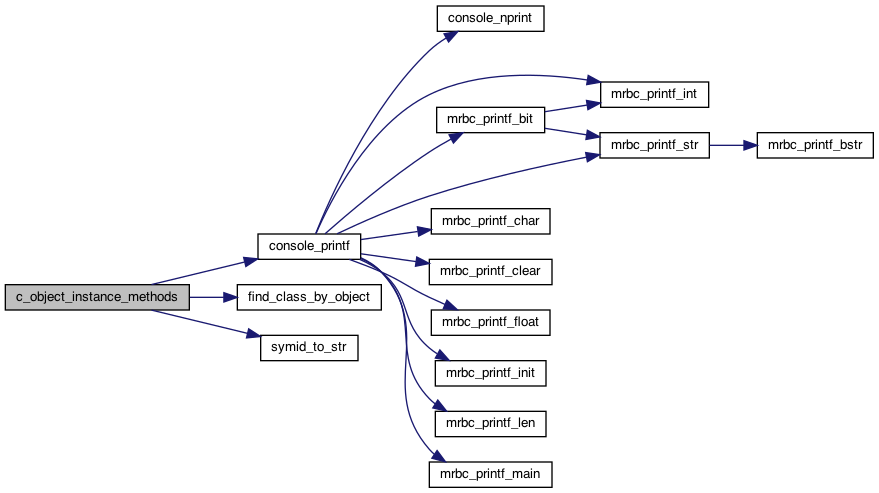 console_nprint
mrbc_printf_int
mrbc_printf_bit
mrbc_printf_str
mrbc_printf_bstr
mrbc_printf_char
console_printf
mrbc_printf_clear
c_object_instance_methods
find_class_by_object
mrbc_printf_float
symid_to_str
mrbc_printf_init
mrbc_printf_len
mrbc_printf_main